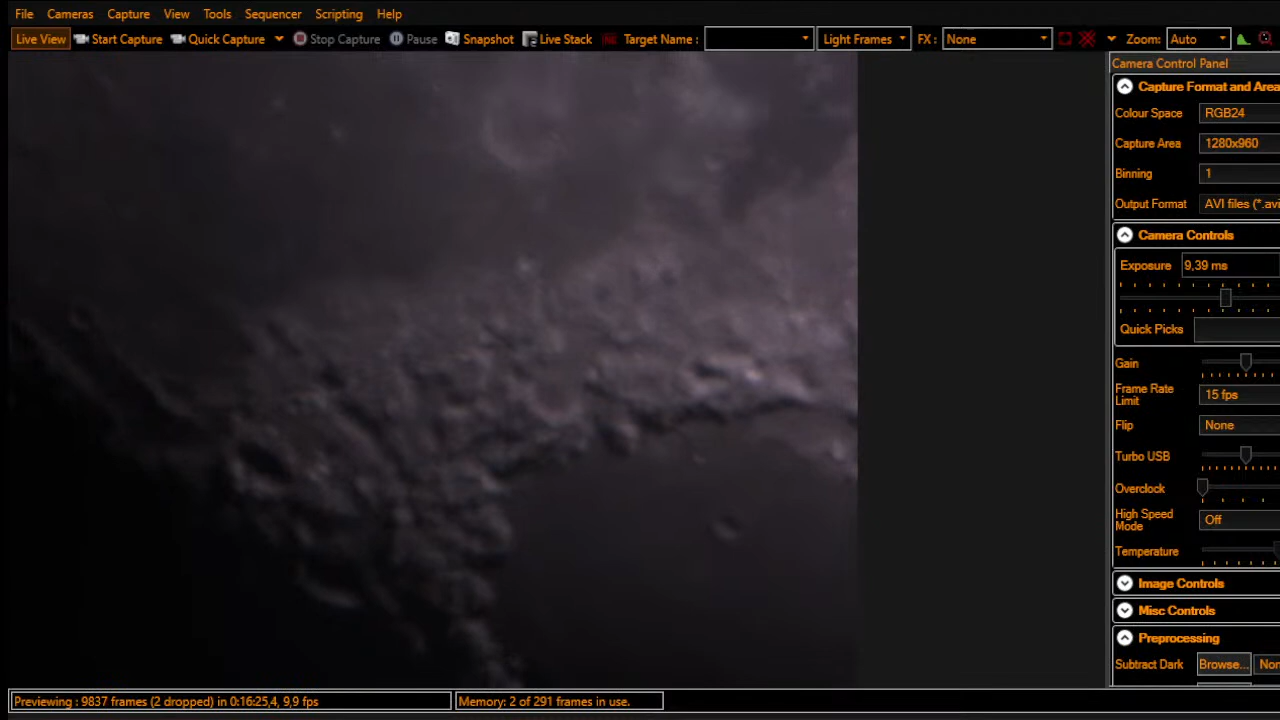 File Cameras Capture View Tools Sequencer Scripting Help
Live View Start Capture Quick Capture Stop Capture Pause Snapshot Live Stack Target Name : Light Frames FX : None Zoom: Auto
Camera Control Panel
Capture Format and Area
Colour Space RGB24
Capture Area 1280x960
Binning 1
Output Format AVI files (*.avi
Camera Controls
Exposure 9,39 ms
Quick Picks
Gain
Frame Rate Limit 15 fps
Flip None
Turbo USB
Overclock
High Speed Mode Off
Temperature
Image Controls
Misc Controls
Preprocessing
Subtract Dark Browse... Non
Previewing : 9837 frames (2 dropped) in 0:16:25,4, 9,9 fps Memory: 2 of 291 frames in use.